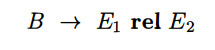 B → E₁ rel E₂